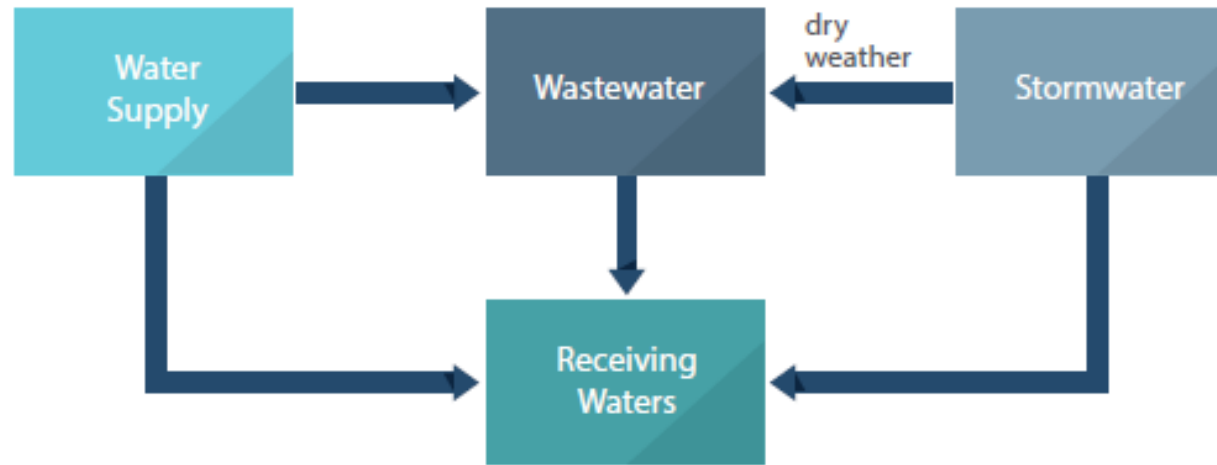 Water
Supply
Wastewater
dry
weather
Stormwater
Receiving
Waters